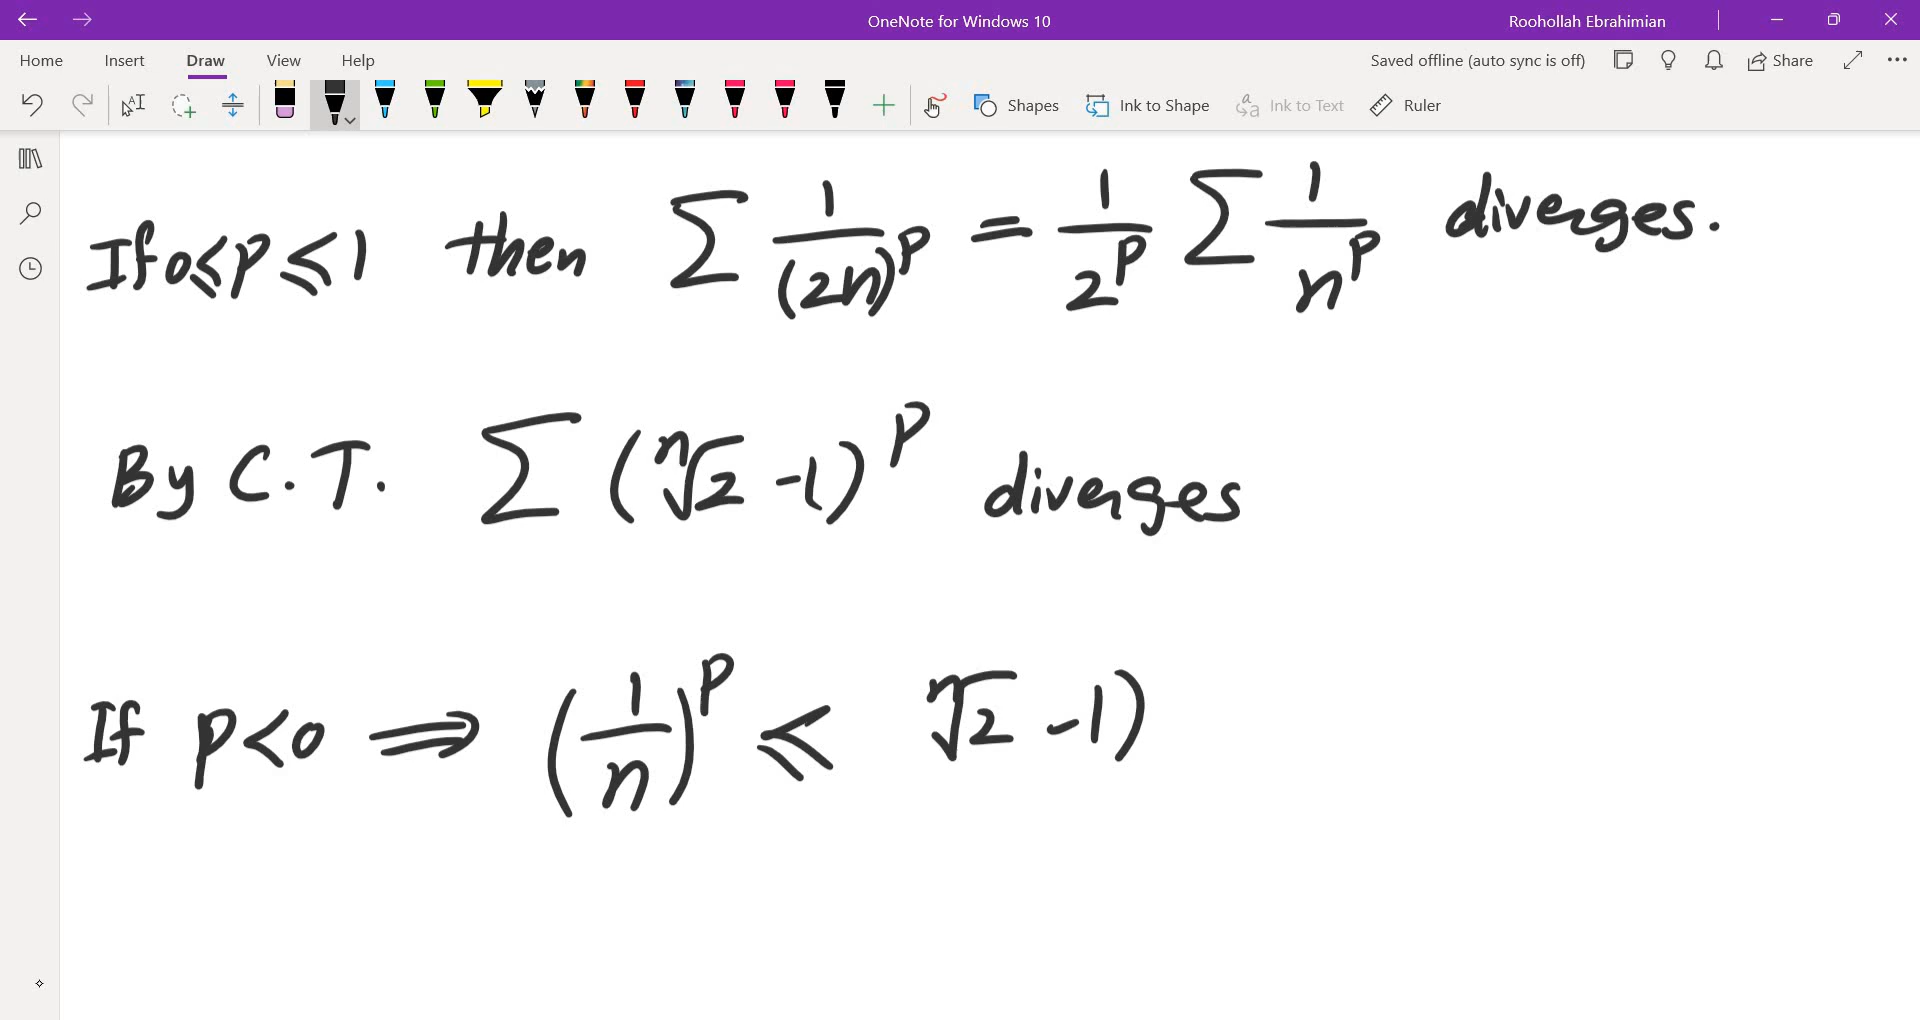 OneNote for Windows 10 Roohollah Ebrahimian
Home Insert Draw View Help Saved offline (auto sync is off) Share
Shapes Ink to Shape Ink to Text Ruler
If 0≤p≤1 then ∑ 1/(2n)^p = 1/2^p ∑ 1/n^p diverges.
By C.T. ∑ (ⁿ√2 -1)^p diverges
If p<0 ⟹ (1/n)^p ≤ ⁿ√2 -1)